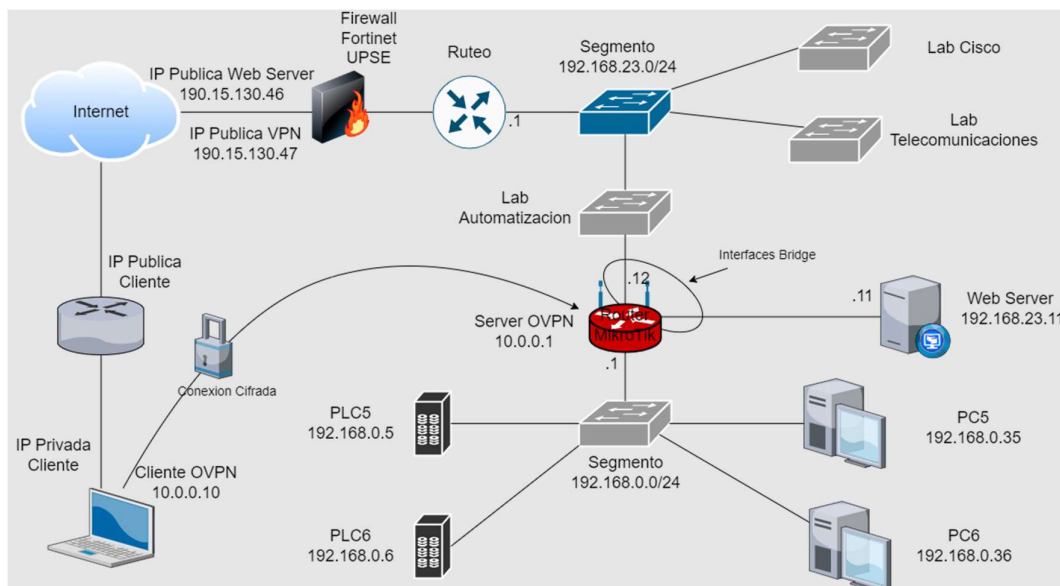 Firewall
Fortinet
UPSE
Ruteo
Segmento
192.168.23.0/24
Lab Cisco
IP Publica Web Server
190.15.130.46
Internet
IP Publica VPN
190.15.130.47
.1
Lab
Telecomunicaciones
Lab
Automatizacion
IP Publica
Cliente
Interfaces Bridge
.12
Server OVPN
10.0.0.1
Router
MikroTik
.11
Web Server
192.168.23.11
.1
Conexion Cifrada
PLC5
192.168.0.5
PC5
192.168.0.35
IP Privada
Cliente
Cliente OVPN
10.0.0.10
Segmento
192.168.0.0/24
PLC6
192.168.0.6
PC6
192.168.0.36